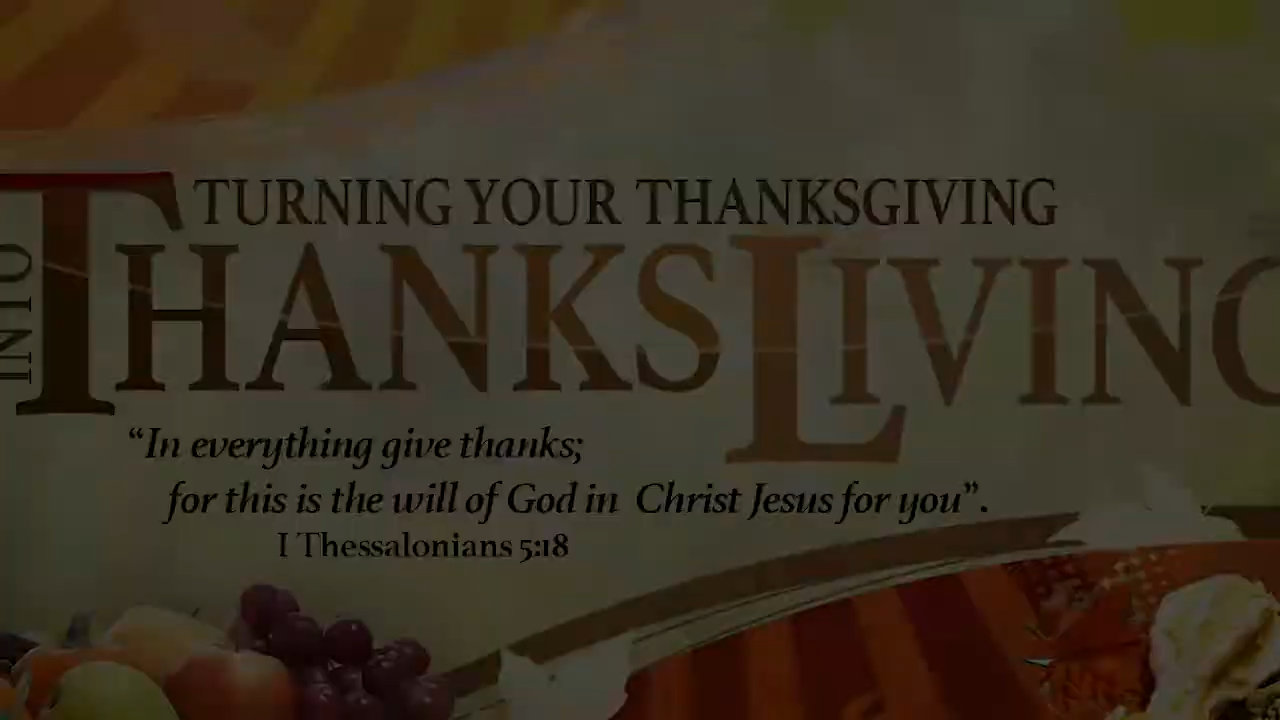 TURNING YOUR THANKSGIVING
INTO
THANKSLIVING
“In everything give thanks;
for this is the will of God in Christ Jesus for you”.
I Thessalonians 5:18